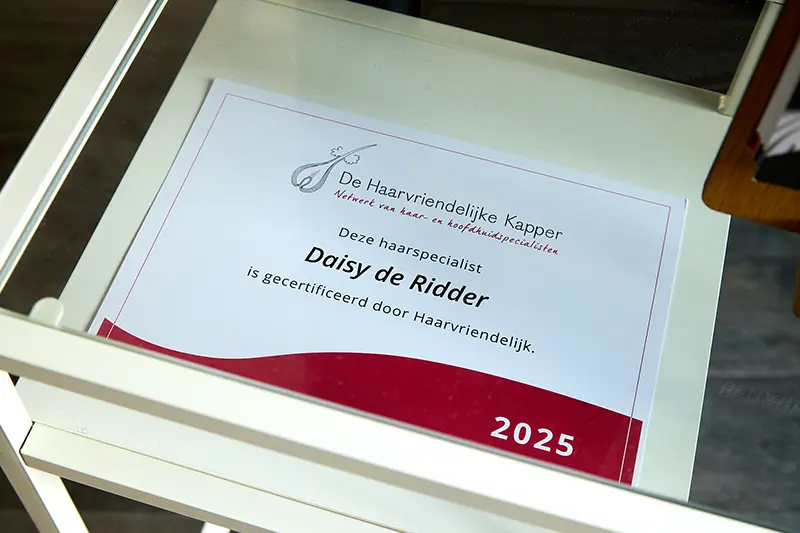 De Haarvriendelijke Kapper
Netwerk van haar- en hoofdhuidspecialisten
Deze haarspecialist
Daisy de Ridder
is gecertificeerd door Haarvriendelijk.
2025